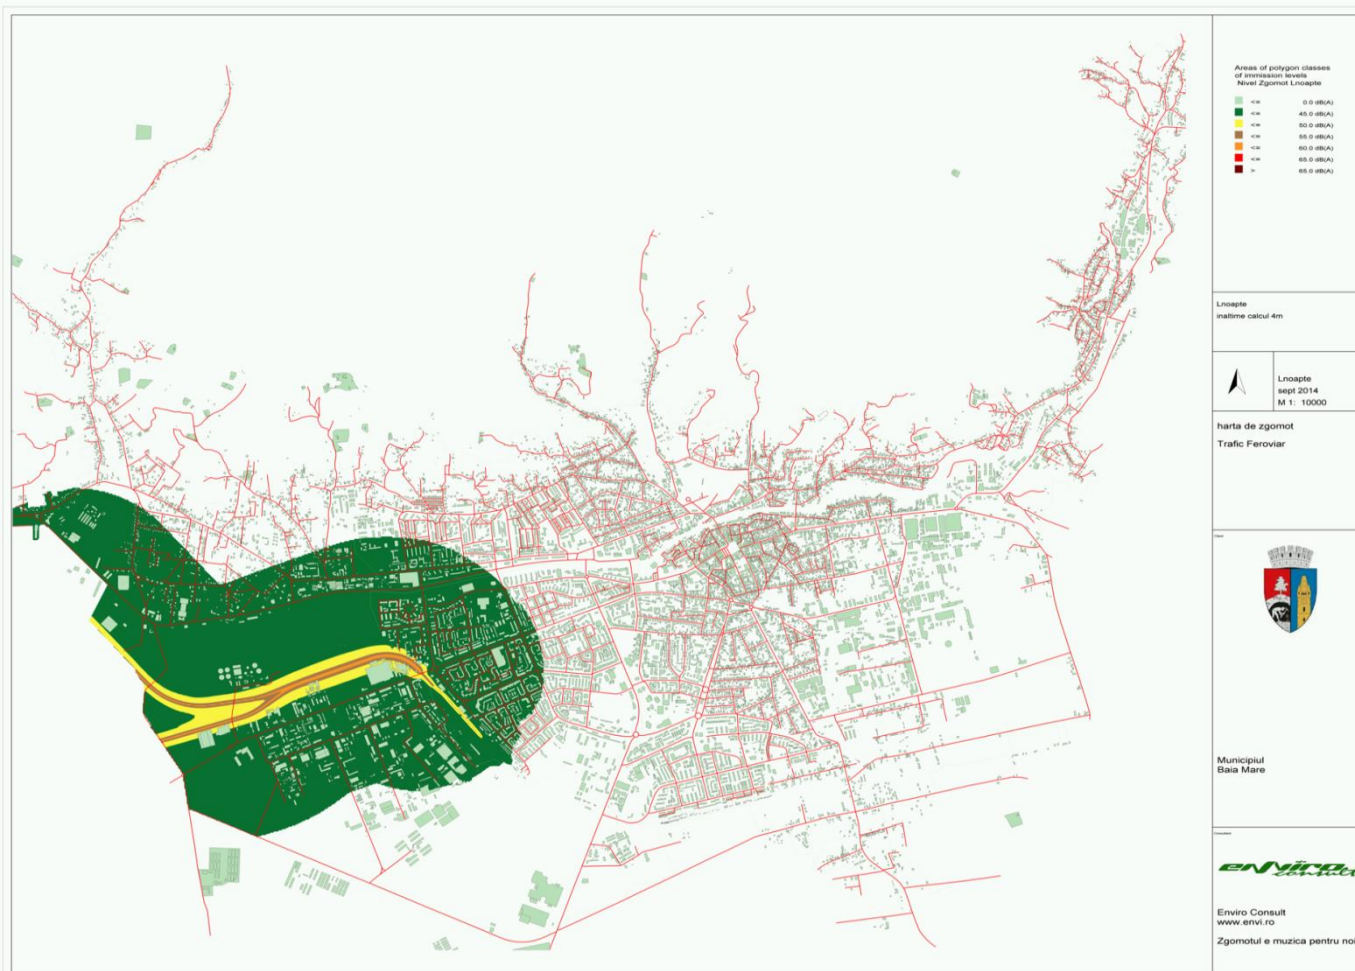 Areas of polygon classes
of immission levels
Nivel Zgomot Lnoapte
<= 0.0 dB(A)
<= 45.0 dB(A)
<= 50.0 dB(A)
<= 55.0 dB(A)
<= 60.0 dB(A)
<= 65.0 dB(A)
> 65.0 dB(A)
Lnoapte
inaltime calcul 4m
Lnoapte
sept 2014
M 1: 10000
harta de zgomot
Trafic Feroviar
Municipiul
Baia Mare
enviro
consult
Enviro Consult
www.envi.ro
Zgomotul e muzica pentru noi